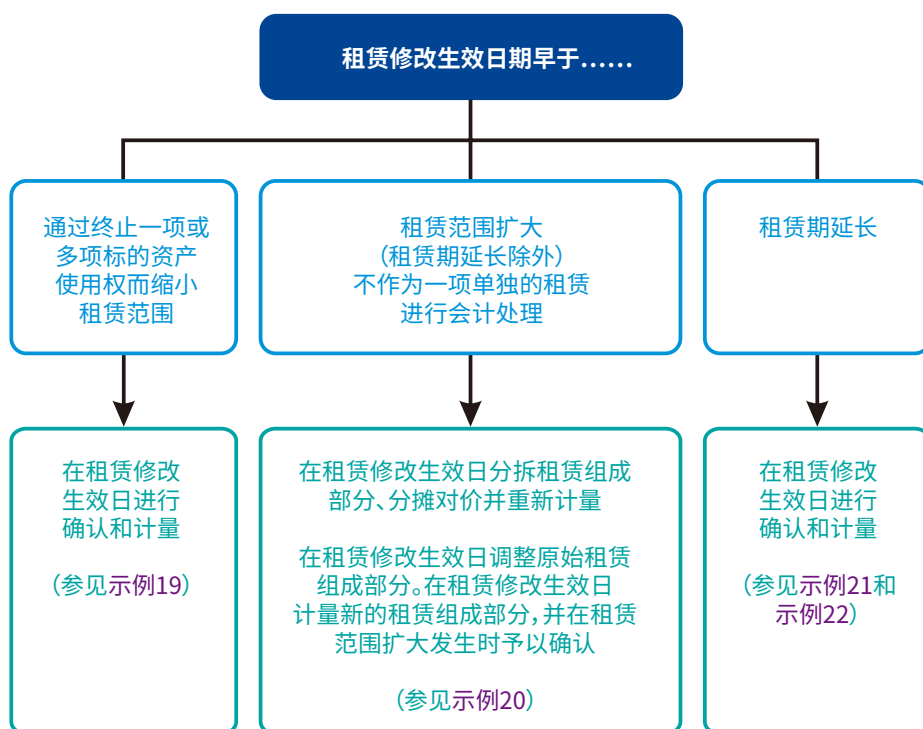 租赁修改生效日期早于......
通过终止一项或
多项标的资产
使用权而缩小
租赁范围
租赁范围扩大
（租赁期延长除外）
不作为一项单独的租赁
进行会计处理
租赁期延长
在租赁修改
生效日进行
确认和计量
（参见示例19）
在租赁修改生效日分拆租赁组成
部分、分摊对价并重新计量
在租赁修改生效日调整原始租赁
组成部分。在租赁修改生效日
计量新的租赁组成部分，并在租赁
范围扩大发生时予以确认
（参见示例20）
在租赁修改
生效日进行
确认和计量
（参见示例21和
示例22）